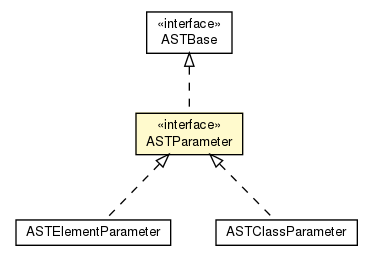 «interface»
ASTBase
«interface»
ASTParameter
ASTElementParameter
ASTClassParameter